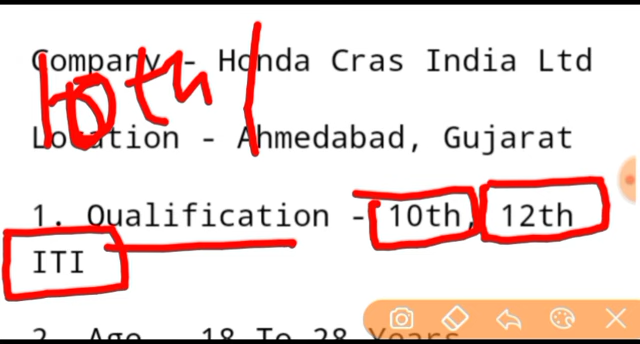 Company - Honda Cras India Ltd
10th
Location - Ahmedabad, Gujarat
1. Qualification - 10th, 12th
ITI
2. Age - 18 To 28 Years